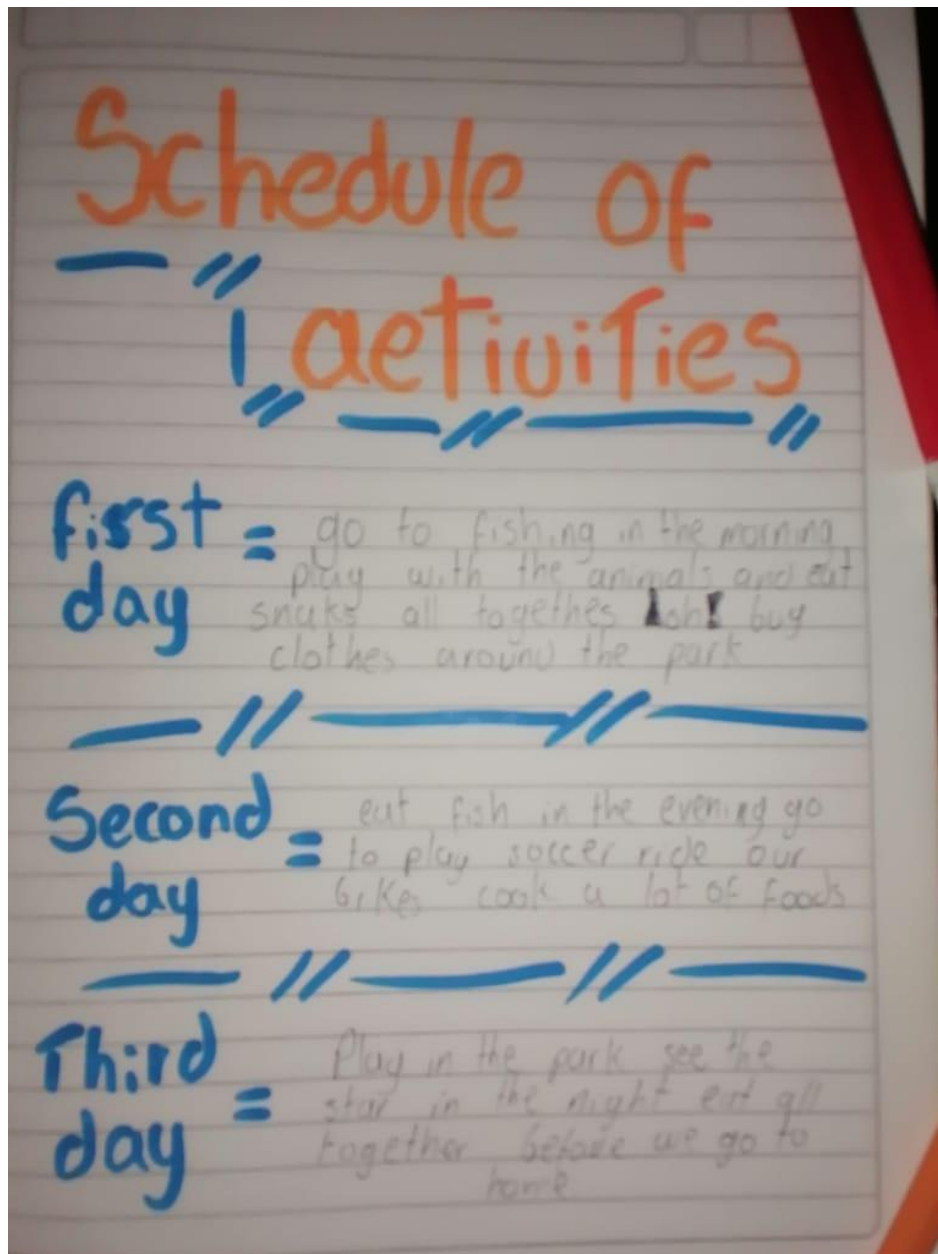 Schedule of
activities
first day = go to fishing in the morning
play with the animals and eat
snaks all togethes buy
clothes around the park
Second day = eat fish in the evening go
to play soccer ride our
bikes cook a lot of foods
Third day = Play in the park see the
star in the night eat all
together before we go to
home